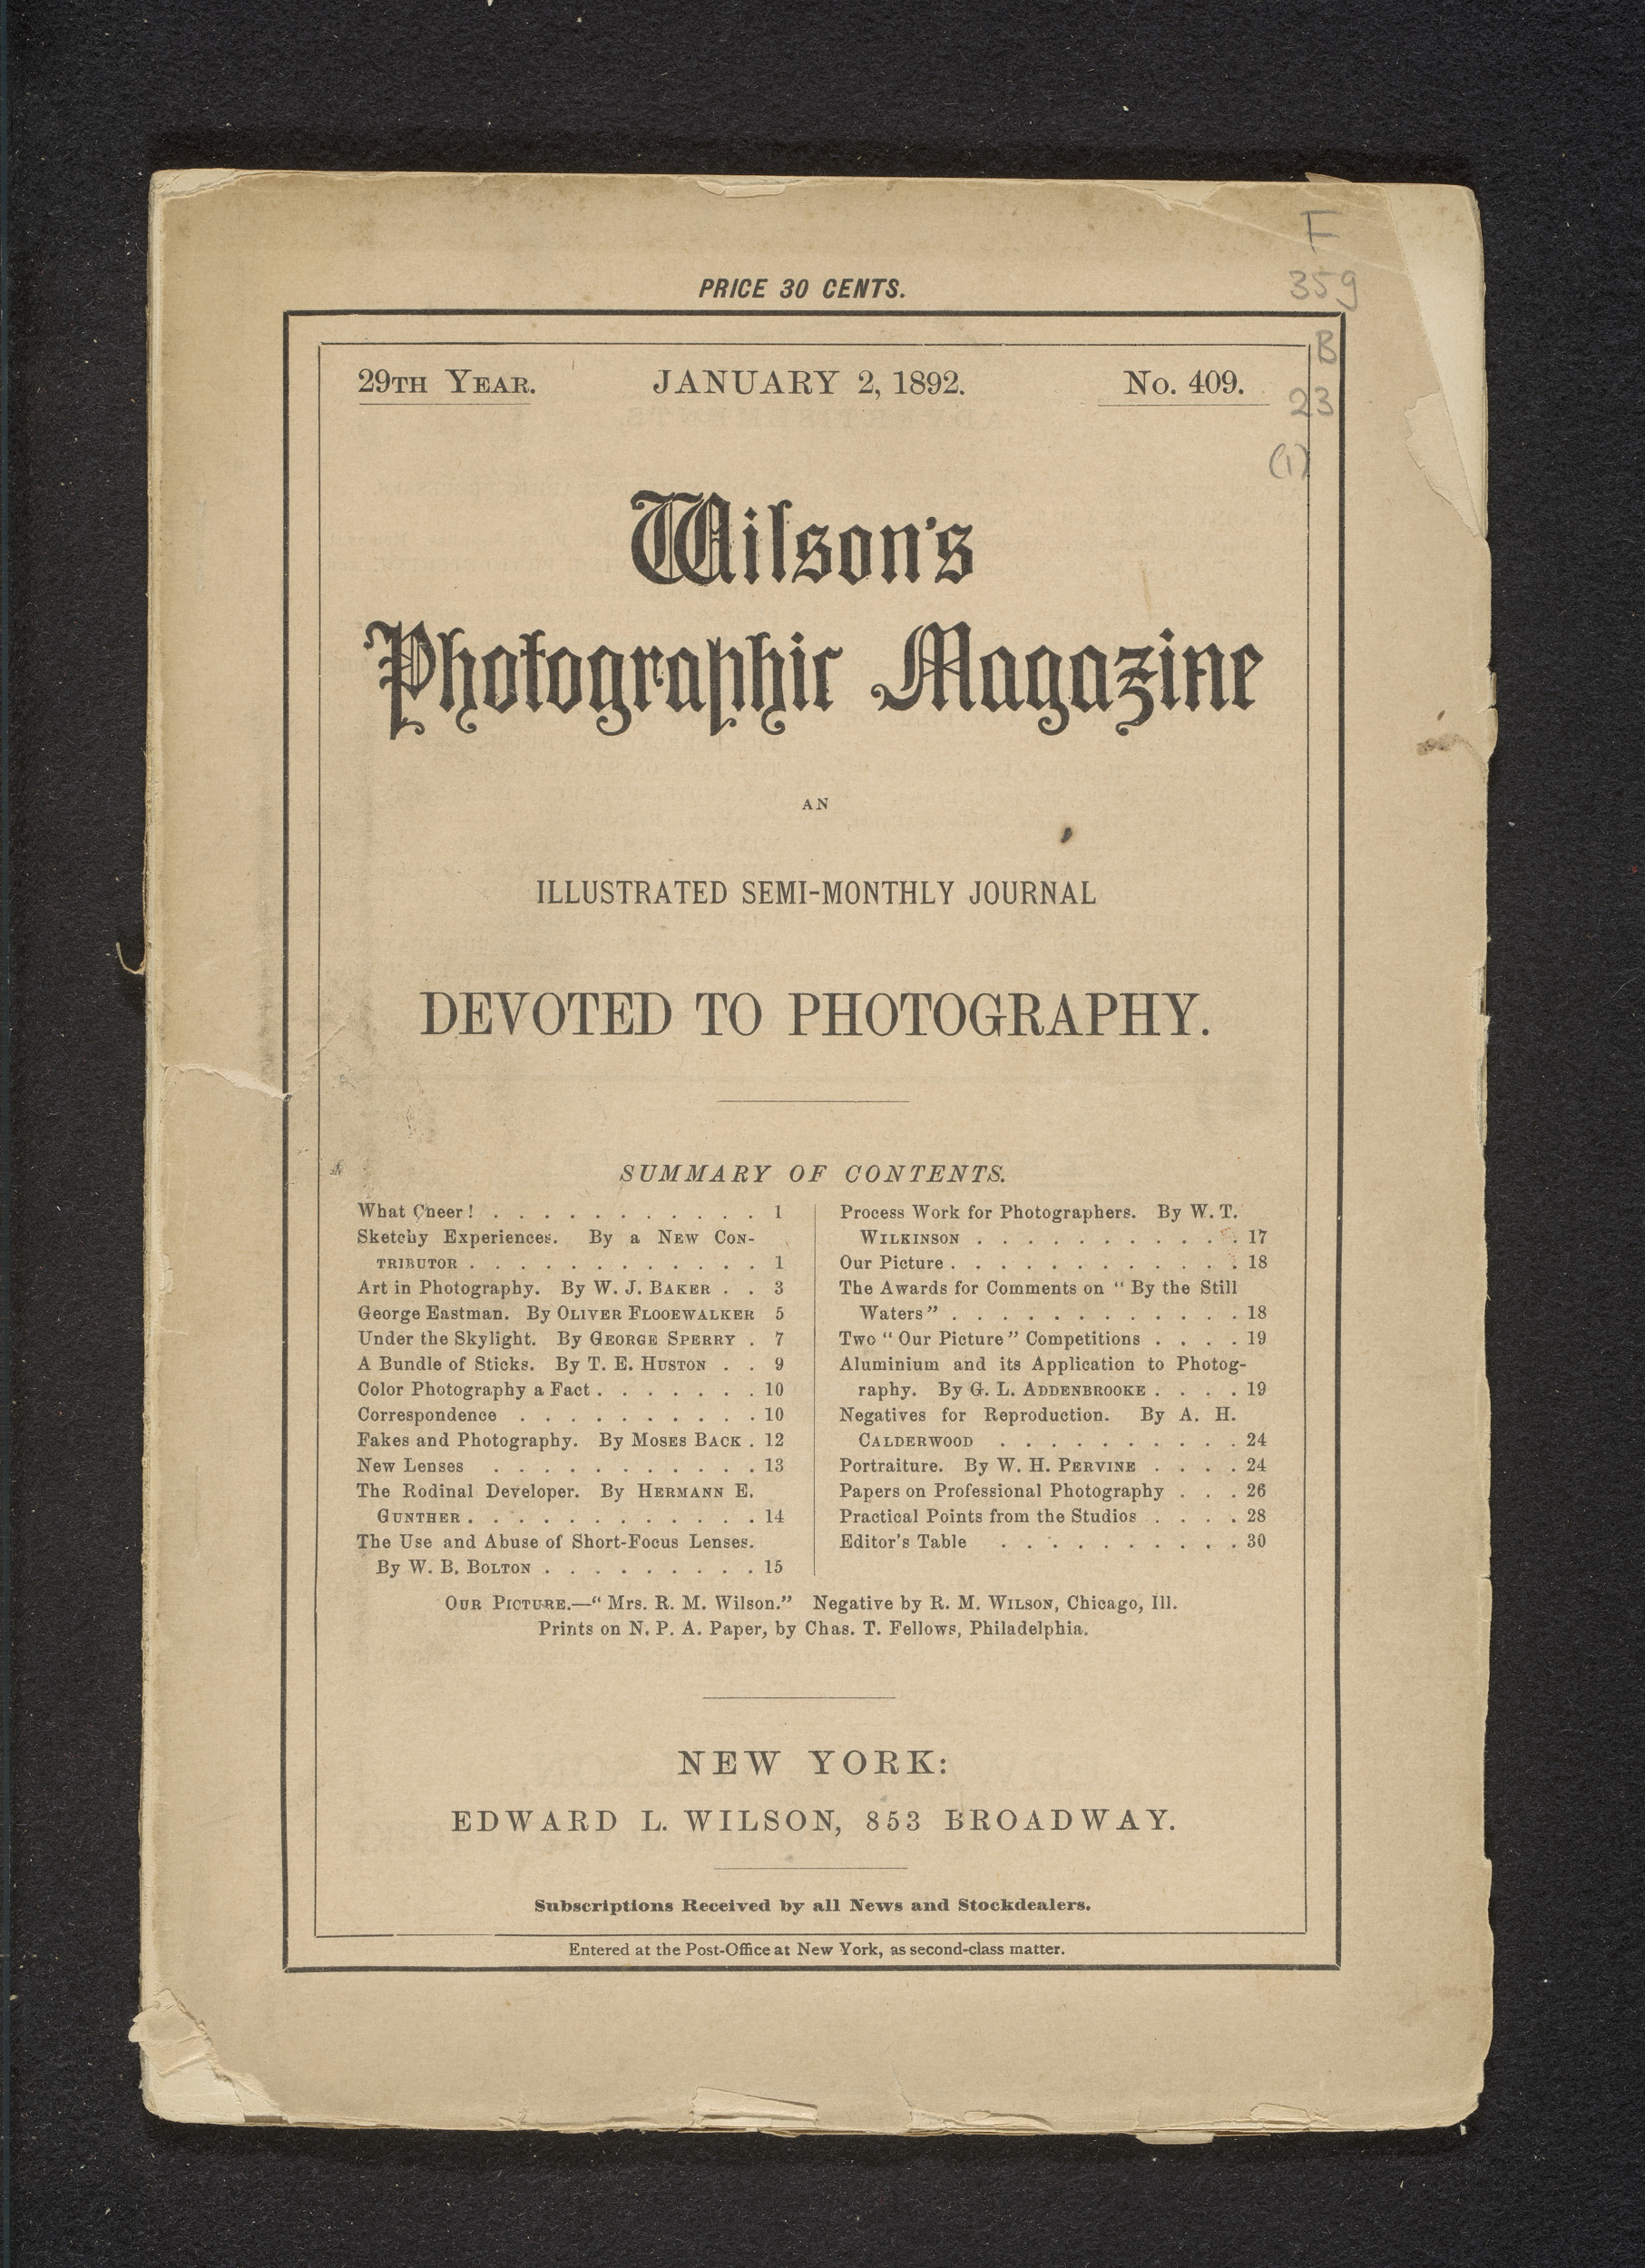 F
359
B
23
(1)
PRICE 30 CENTS.
29TH YEAR. JANUARY 2, 1892. No. 409.
Wilson's
Photographic Magazine
AN
ILLUSTRATED SEMI-MONTHLY JOURNAL
DEVOTED TO PHOTOGRAPHY.
SUMMARY OF CONTENTS.
What Cheer! . . . . . . . . . . . 1
Sketchy Experiences. By a NEW CON-
TRIBUTOR . . . . . . . . . . . . 1
Art in Photography. By W. J. BAKER . . 3
George Eastman. By OLIVER FLOOEWALKER 5
Under the Skylight. By GEORGE SPERRY . 7
A Bundle of Sticks. By T. E. HUSTON . . 9
Color Photography a Fact . . . . . . . 10
Correspondence . . . . . . . . . . 10
Fakes and Photography. By MOSES BACK . 12
New Lenses . . . . . . . . . . . 13
The Rodinal Developer. By HERMANN E.
GUNTHER . . . . . . . . . . . . 14
The Use and Abuse of Short-Focus Lenses.
By W. B. BOLTON . . . . . . . . . 15
Process Work for Photographers. By W. T.
WILKINSON . . . . . . . . . . . 17
Our Picture . . . . . . . . . . . . 18
The Awards for Comments on "By the Still
Waters" . . . . . . . . . . . . 18
Two "Our Picture" Competitions . . . . 19
Aluminium and its Application to Photog-
raphy. By G. L. ADDENBROOKE . . . . 19
Negatives for Reproduction. By A. H.
CALDERWOOD . . . . . . . . . . 24
Portraiture. By W. H. PERVINE . . . . 24
Papers on Professional Photography . . . 26
Practical Points from the Studios . . . . 28
Editor's Table . . . . . . . . . . 30
OUR PICTURE.—"Mrs. R. M. Wilson." Negative by R. M. WILSON, Chicago, Ill.
Prints on N. P. A. Paper, by Chas. T. Fellows, Philadelphia.
NEW YORK:
EDWARD L. WILSON, 853 BROADWAY.
Subscriptions Received by all News and Stockdealers.
Entered at the Post-Office at New York, as second-class matter.